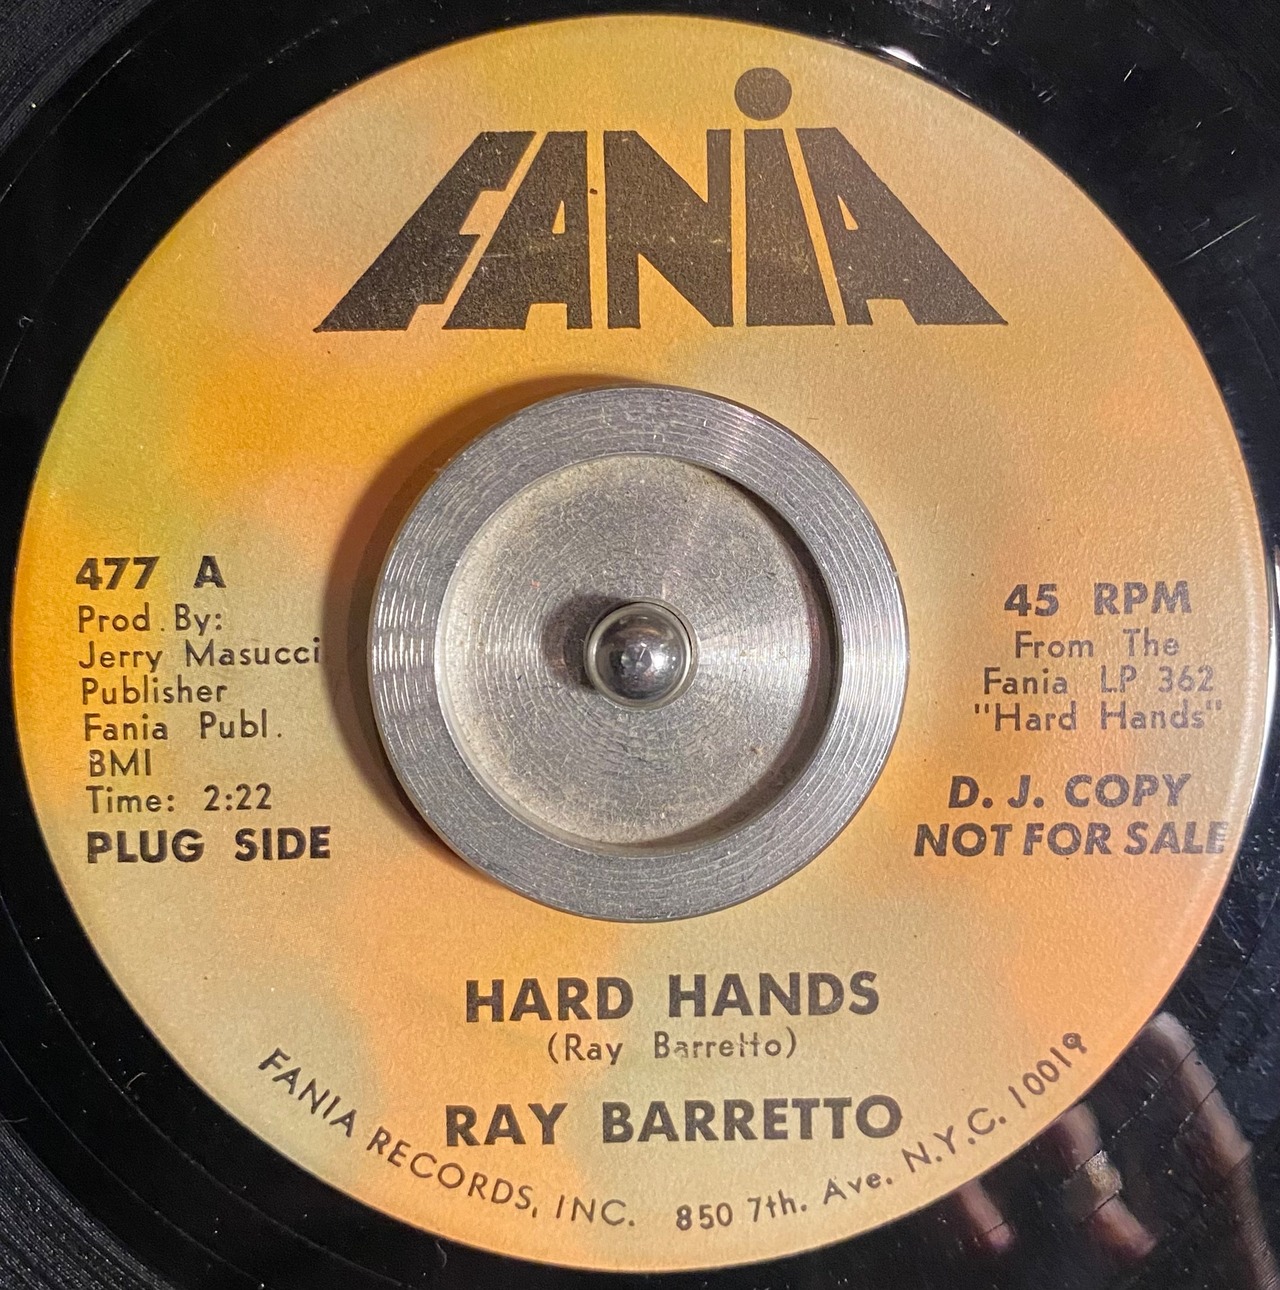 FANiA
477 A
Prod. By:
Jerry Masucci
Publisher
Fania Publ.
BMI
Time: 2:22
PLUG SIDE
45 RPM
From The
Fania LP 362
"Hard Hands"
D. J. COPY
NOT FOR SALE
HARD HANDS
(Ray Barretto)
RAY BARRETTO
FANIA RECORDS, INC. 850 7th. Ave. N.Y.C. 10019